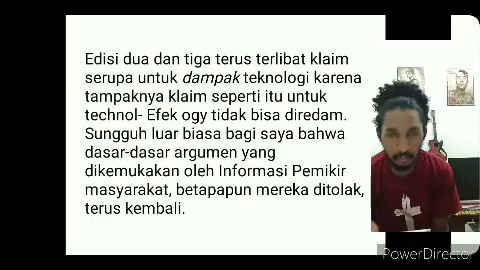 Edisi dua dan tiga terus terlibat klaim
serupa untuk dampak teknologi karena
tampaknya klaim seperti itu untuk
technol- Efek ogy tidak bisa diredam.
Sungguh luar biasa bagi saya bahwa
dasar-dasar argumen yang
dikemukakan oleh Informasi Pemikir
masyarakat, betapapun mereka ditolak,
terus kembali.
PowerDirector